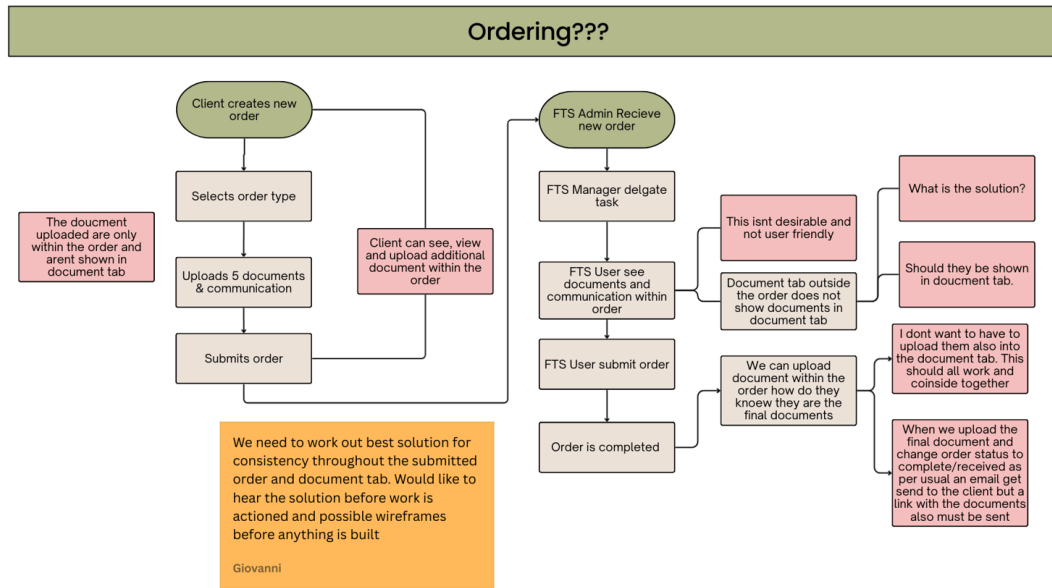 Ordering???
Client creates new
order
Selects order type
Uploads 5 documents
& communication
Submits order
The doucment
uploaded are only
within the order and
arent shown in
document tab
Client can see, view
and upload additional
document within the
order
FTS Admin Recieve
new order
FTS Manager delgate
task
FTS User see
documents and
communication within
order
FTS User submit order
Order is completed
This isnt desirable and
not user friendly
Document tab outside
the order does not
show documents in
document tab
What is the solution?
Should they be shown
in doucment tab.
We can upload
document within the
order how do they
knoew they are the
final documents
I dont want to have to
upload them also into
the document tab. This
should all work and
coinside together
When we upload the
final document and
change order status to
complete/received as
per usual an email get
send to the client but a
link with the documents
also must be sent
We need to work out best solution for
consistency throughout the submitted
order and document tab. Would like to
hear the solution before work is
actioned and possible wireframes
before anything is built
Giovanni